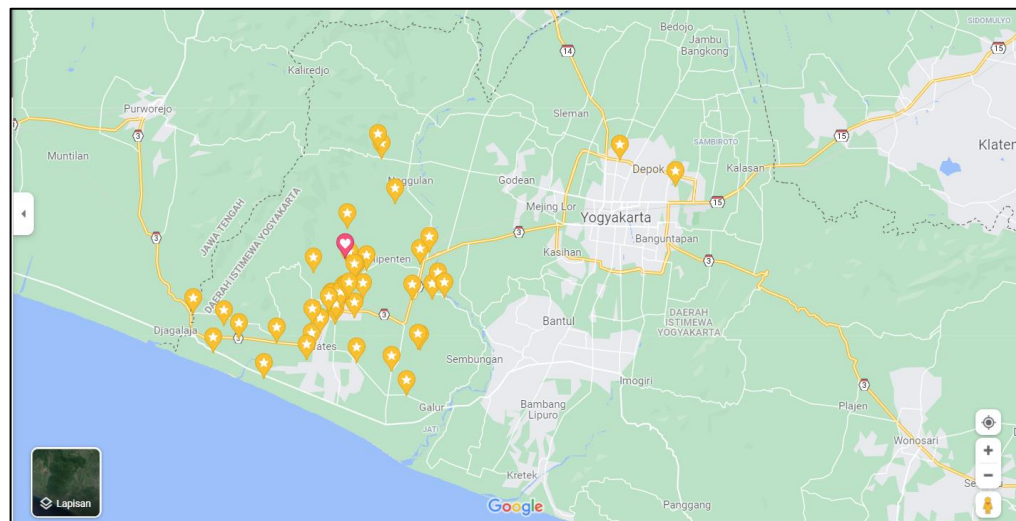 SIDOMULYO
Bedojo
Jambu
Bangkong
15
14
Kaliredjo
Purworejo
Sleman
3
15
SAMBIROTO
Muntilan
Depok
Kalasan
Klaten
Nanggulan
Godean
JAWA TENGAH
DAERAH ISTIMEWA YOGYAKARTA
Mejing Lor
15
Yogyakarta
3
3
Banguntapan
Kasihan
3
DAERAH
ISTIMEWA
YOGYAKARTA
3
Bantul
Djagalaja
3
Sembungan
Imogiri
3
Galur
Bambang
Lipuro
Plajen
JATI
Wonosari
Kretek
Lapisan
Google
Panggang